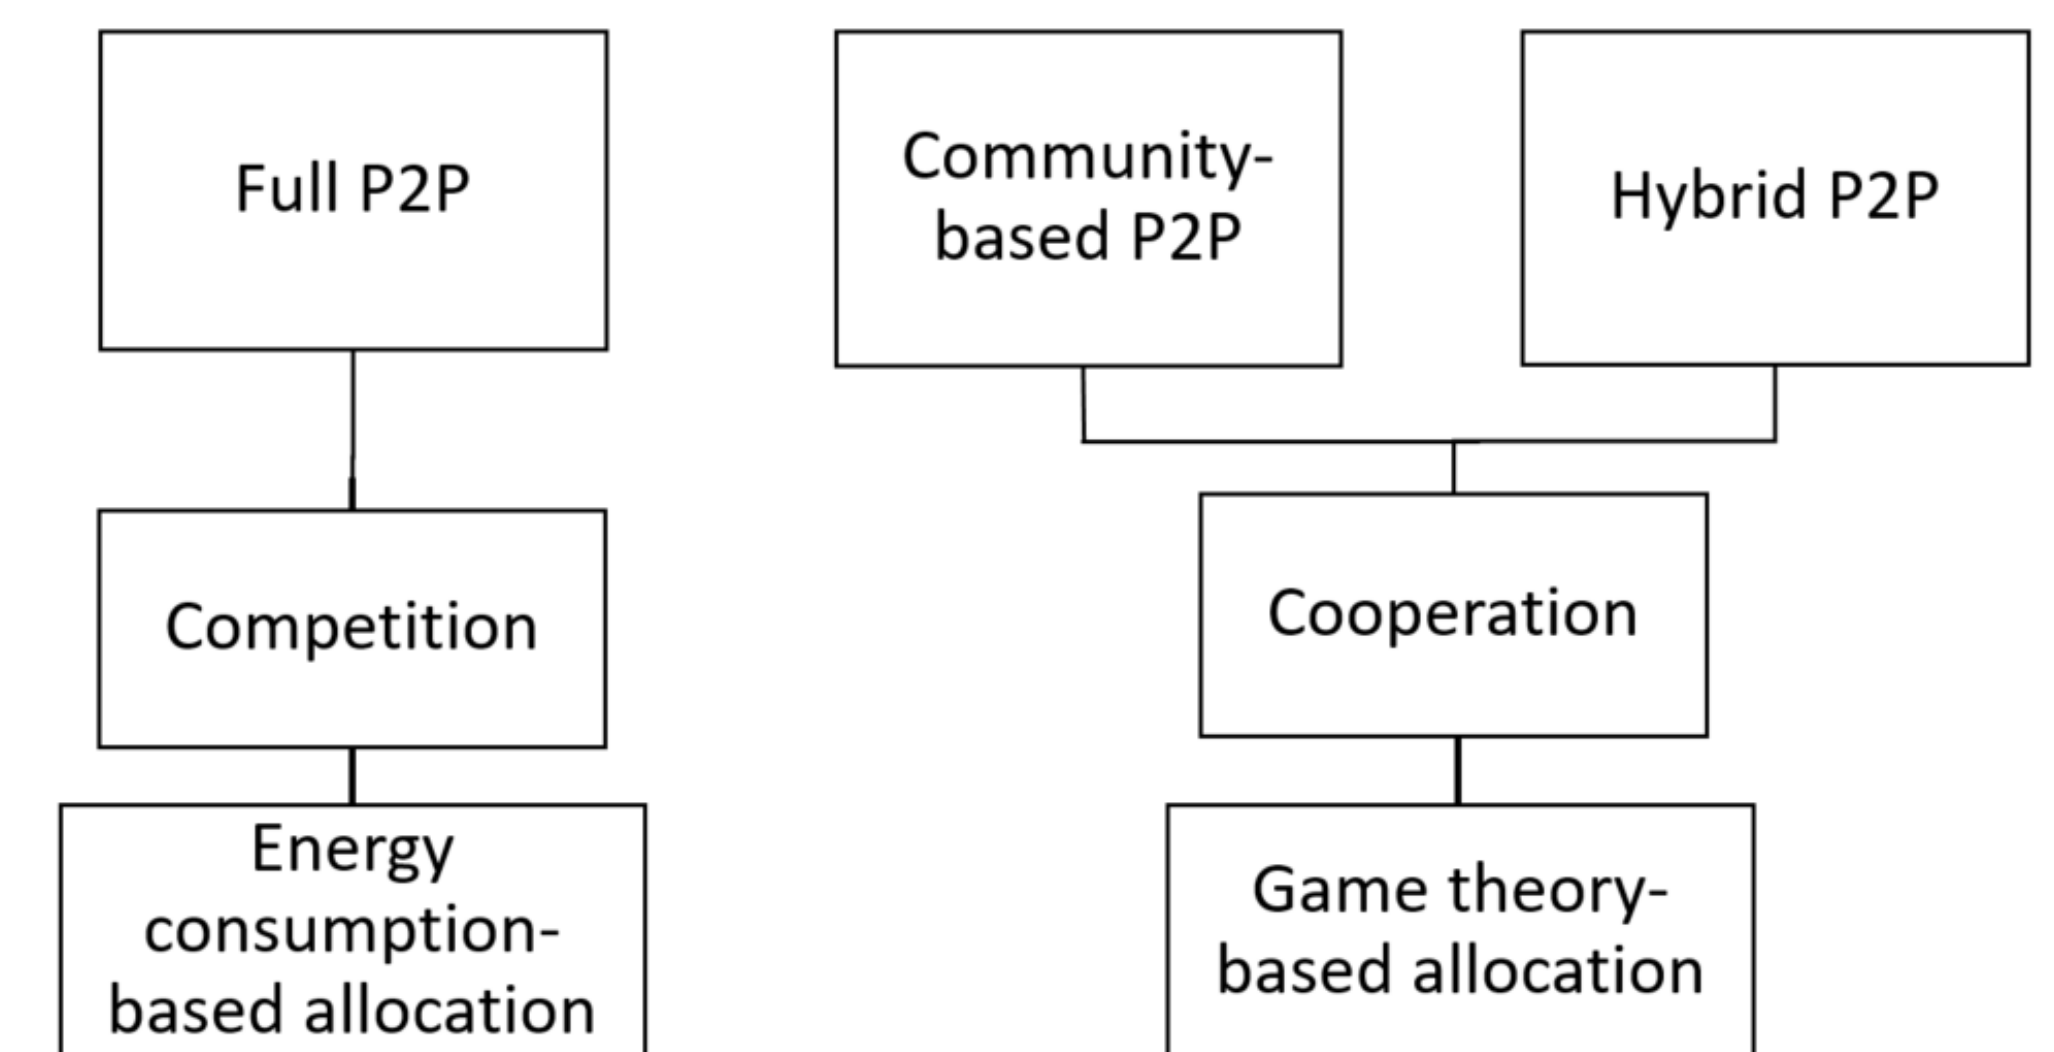 Full P2P
Community-
based P2P
Hybrid P2P
Competition
Cooperation
Energy
consumption-
based allocation
Game theory-
based allocation